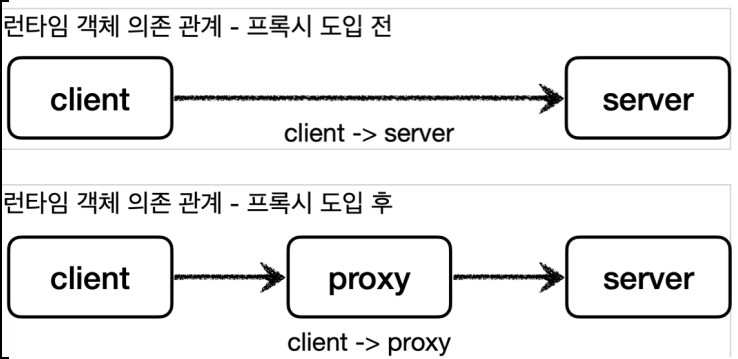 런타임 객체 의존 관계 - 프록시 도입 전
client
server
client -> server
런타임 객체 의존 관계 - 프록시 도입 후
client
proxy
server
client -> proxy